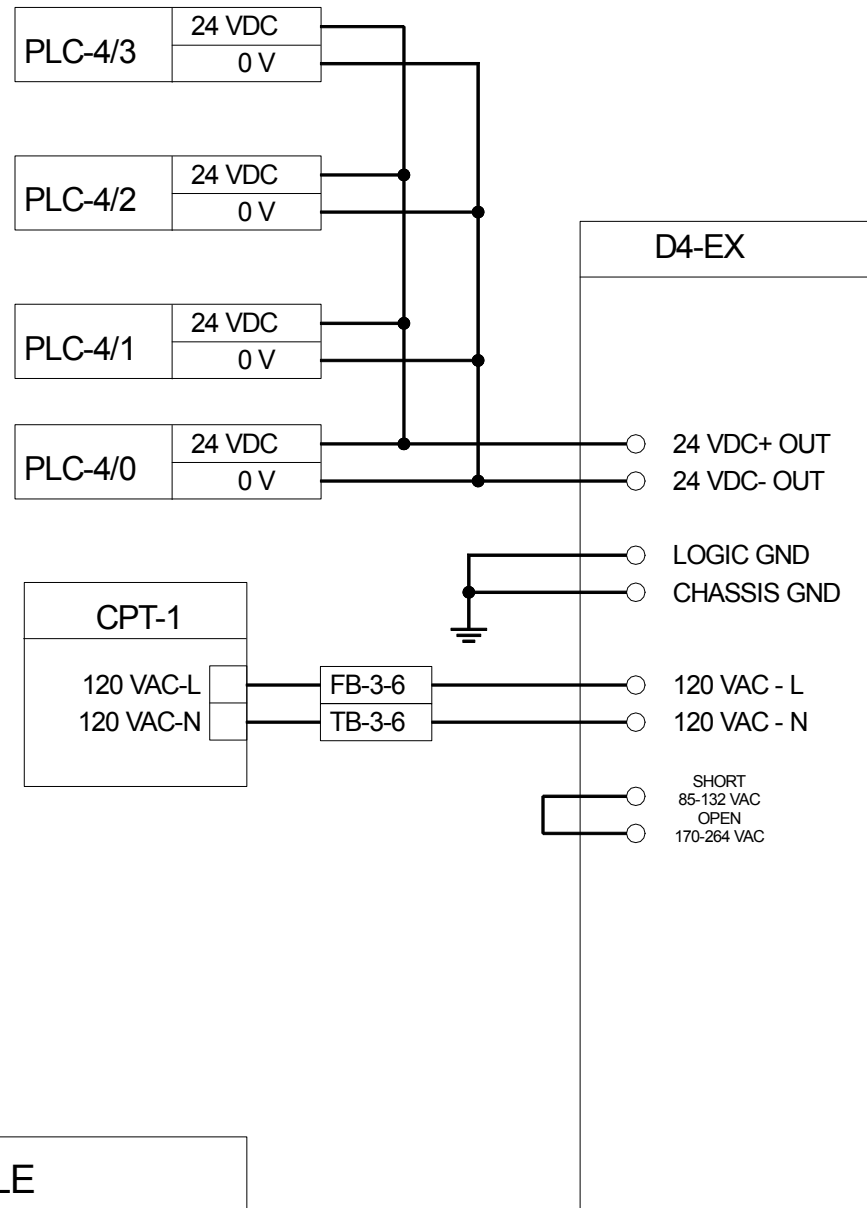 PLC-4/3
24 VDC
0 V
PLC-4/2
24 VDC
0 V
D4-EX
PLC-4/1
24 VDC
0 V
PLC-4/0
24 VDC
0 V
24 VDC+ OUT
24 VDC- OUT
LOGIC GND
CHASSIS GND
CPT-1
120 VAC-L
FB-3-6
120 VAC - L
120 VAC-N
TB-3-6
120 VAC - N
SHORT
85-132 VAC
OPEN
170-264 VAC
LE